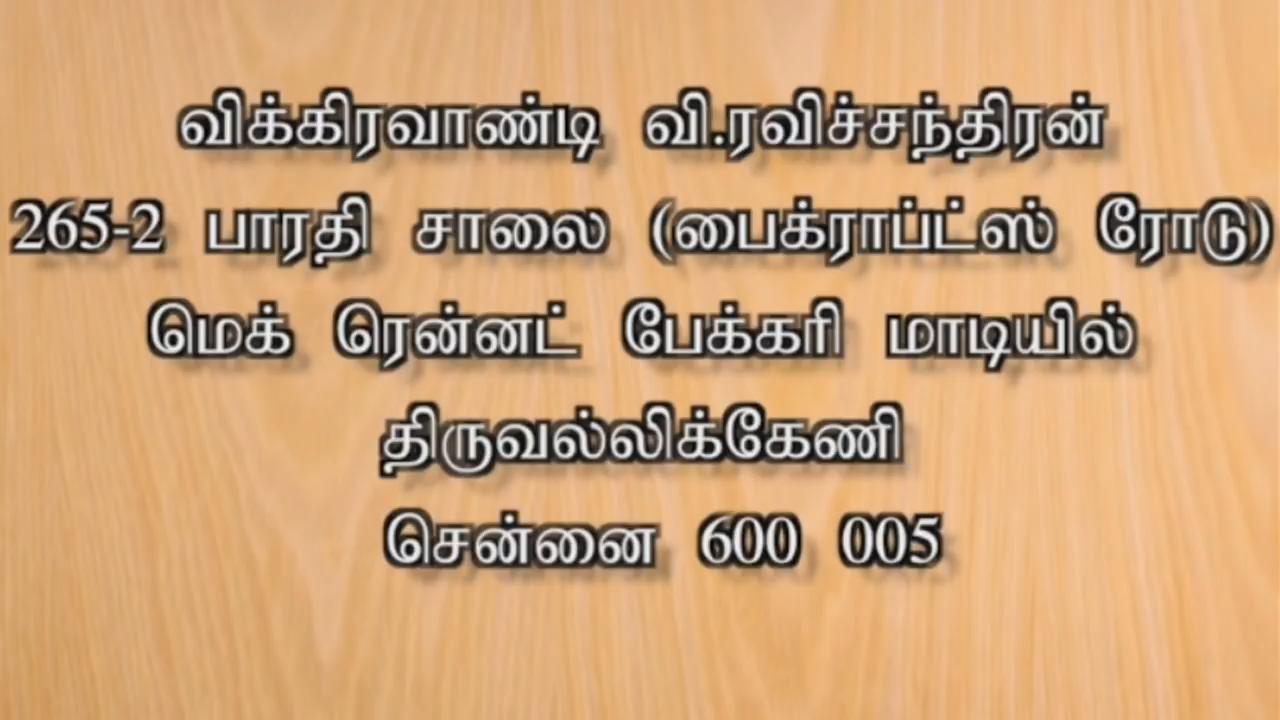 விக்கிரவாண்டி வி.ரவிச்சந்திரன்
265-2 பாரதி சாலை (பைக்ராப்ட்ஸ் ரோடு)
மெக் ரென்னட் பேக்கரி மாடியில்
திருவல்லிக்கேணி
சென்னை 600 005